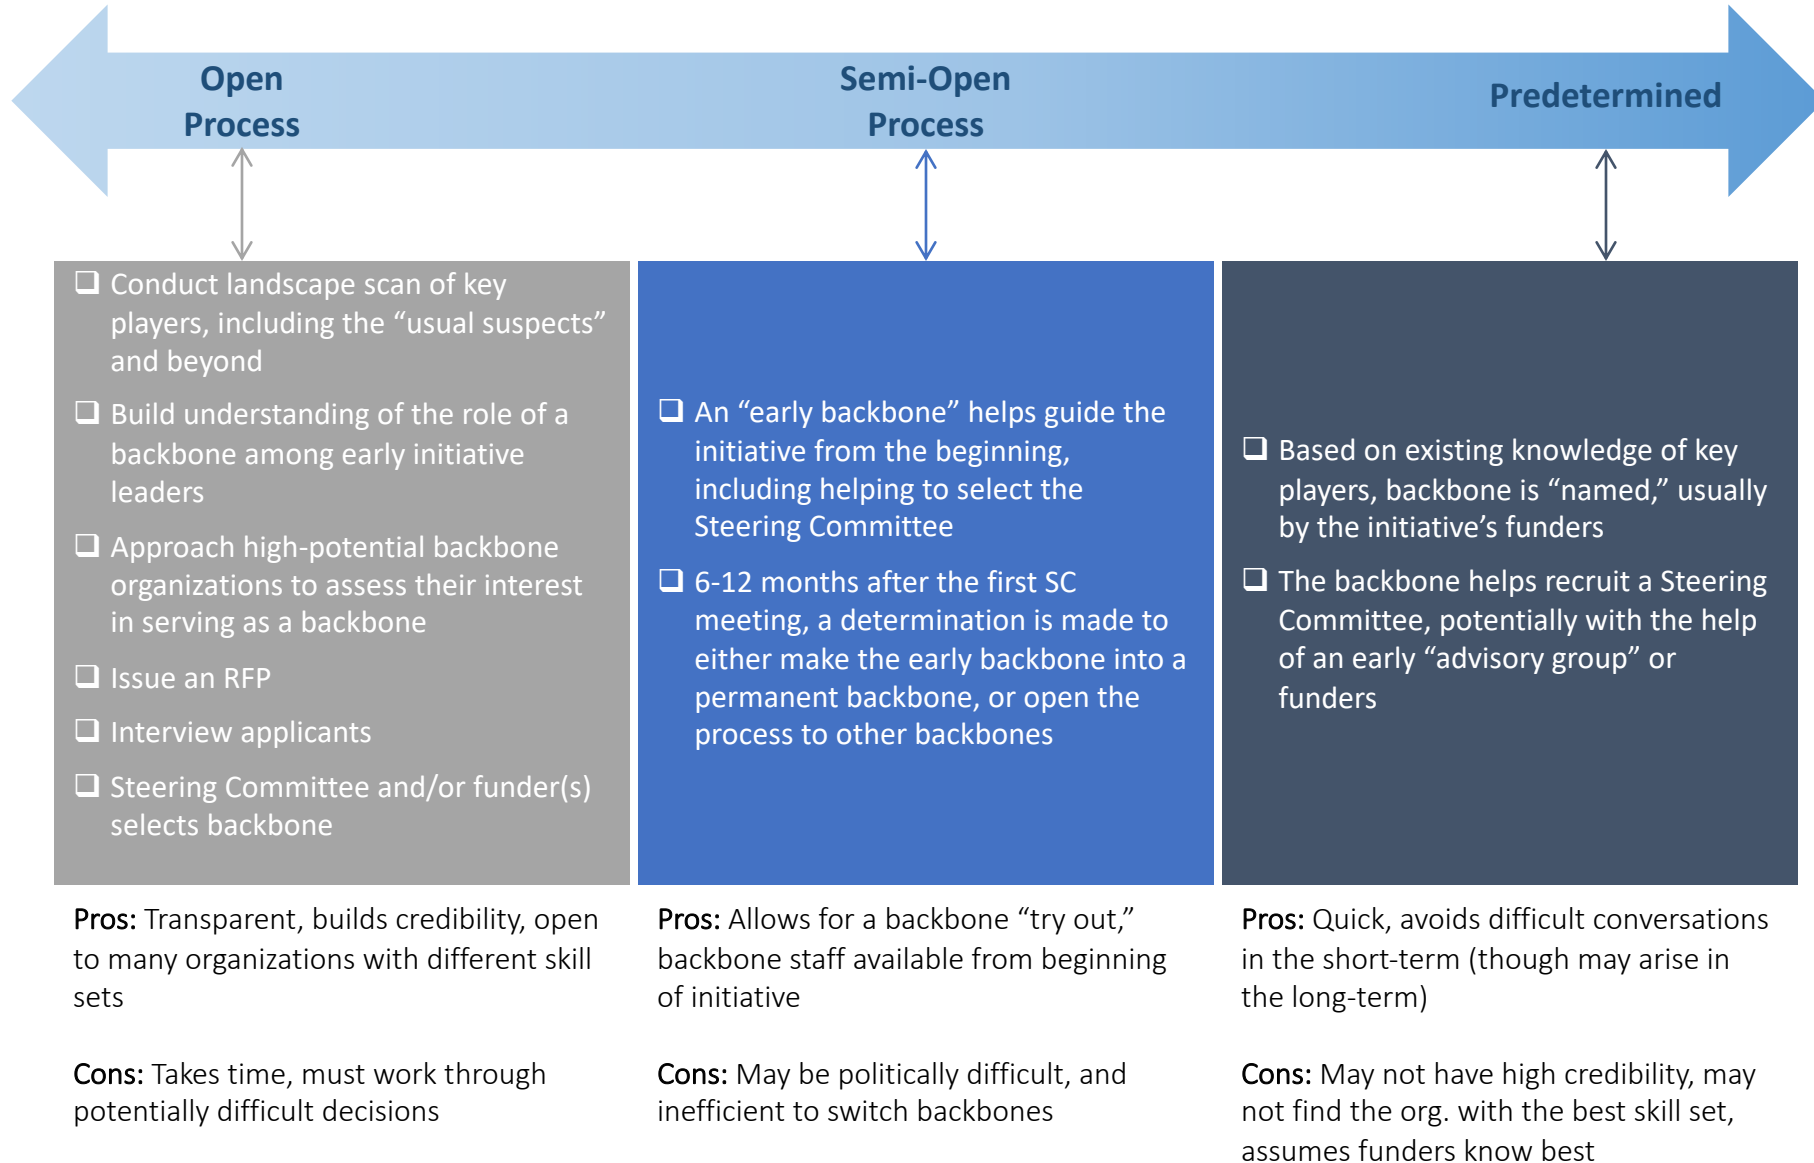 Open
Process
Semi-Open
Process
Predetermined
❑ Conduct landscape scan of key
players, including the “usual suspects”
and beyond
❑ Build understanding of the role of a
backbone among early initiative
leaders
❑ Approach high-potential backbone
organizations to assess their interest
in serving as a backbone
❑ Issue an RFP
❑ Interview applicants
❑ Steering Committee and/or funder(s)
selects backbone
❑ An “early backbone” helps guide the
initiative from the beginning,
including helping to select the
Steering Committee
❑ 6-12 months after the first SC
meeting, a determination is made to
either make the early backbone into a
permanent backbone, or open the
process to other backbones
❑ Based on existing knowledge of key
players, backbone is “named,” usually
by the initiative’s funders
❑ The backbone helps recruit a Steering
Committee, potentially with the help
of an early “advisory group” or
funders
Pros: Transparent, builds credibility, open
to many organizations with different skill
sets
Cons: Takes time, must work through
potentially difficult decisions
Pros: Allows for a backbone “try out,”
backbone staff available from beginning
of initiative
Cons: May be politically difficult, and
inefficient to switch backbones
Pros: Quick, avoids difficult conversations
in the short-term (though may arise in
the long-term)
Cons: May not have high credibility, may
not find the org. with the best skill set,
assumes funders know best